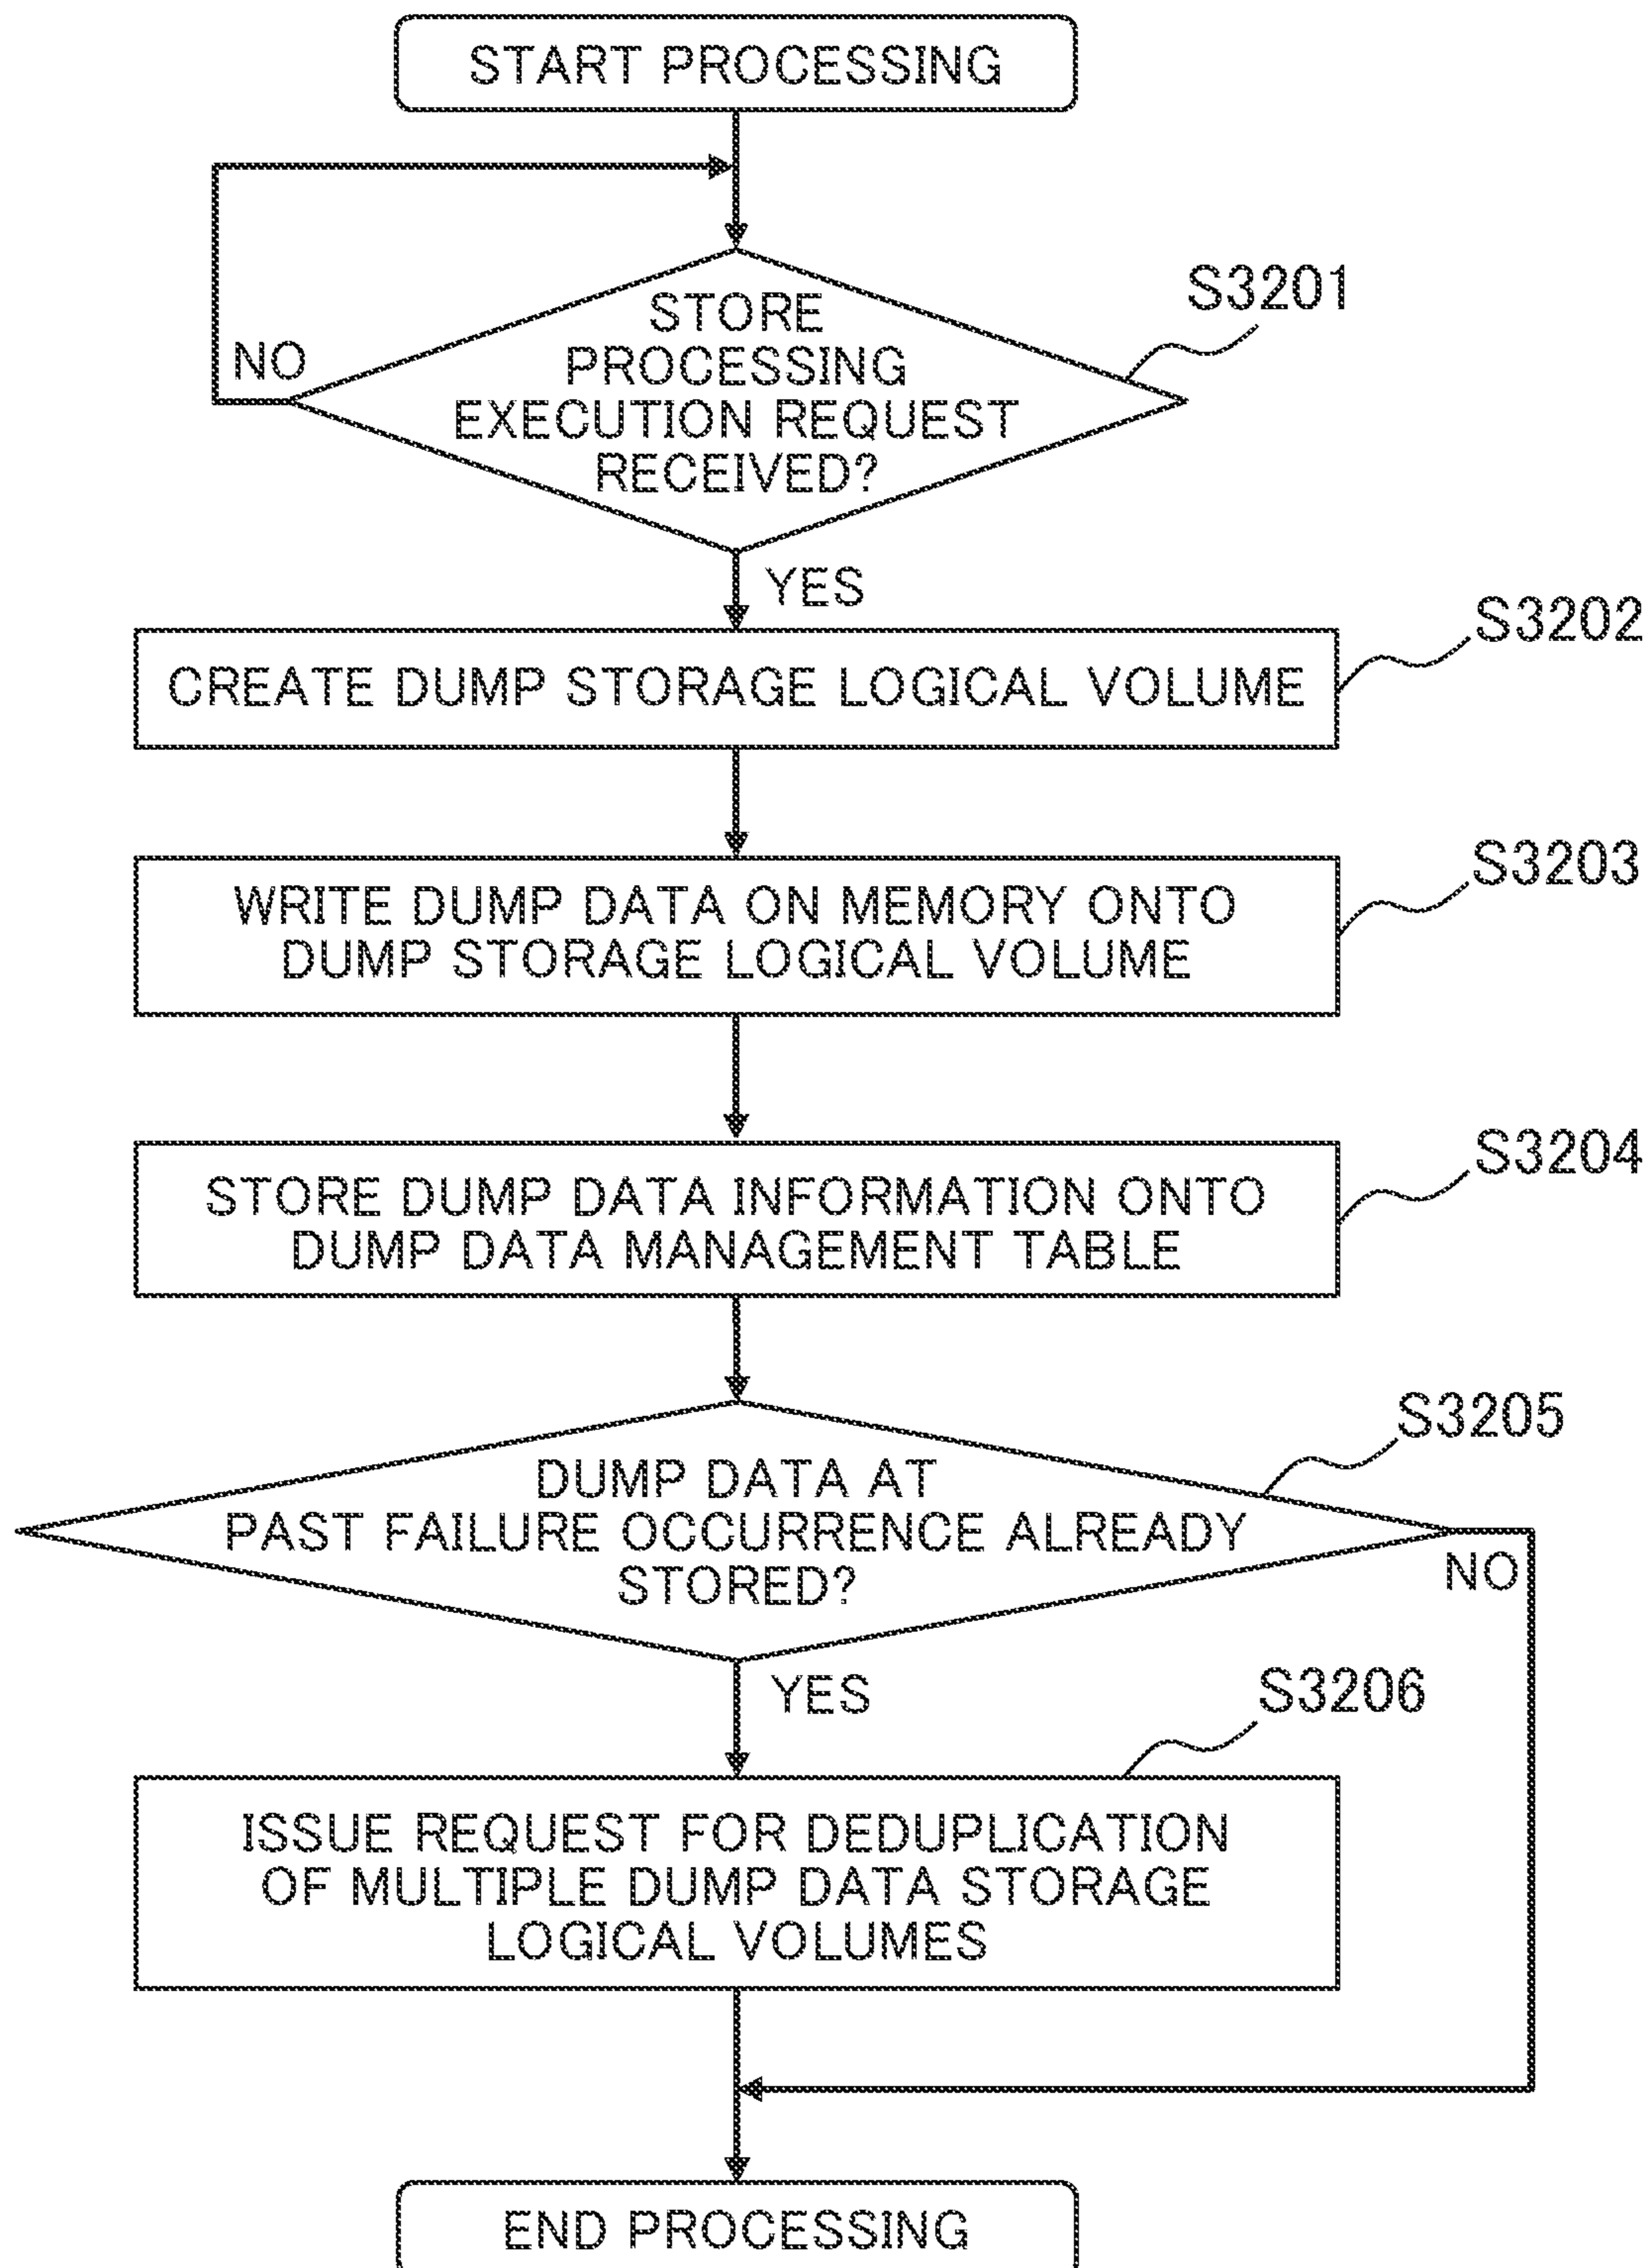 START PROCESSING
S3201
STORE
PROCESSING
EXECUTION REQUEST
RECEIVED?
NO
YES
S3202
CREATE DUMP STORAGE LOGICAL VOLUME
S3203
WRITE DUMP DATA ON MEMORY ONTO
DUMP STORAGE LOGICAL VOLUME
S3204
STORE DUMP DATA INFORMATION ONTO
DUMP DATA MANAGEMENT TABLE
S3205
DUMP DATA AT
PAST FAILURE OCCURRENCE ALREADY
STORED?
NO
YES
S3206
ISSUE REQUEST FOR DEDUPLICATION
OF MULTIPLE DUMP DATA STORAGE
LOGICAL VOLUMES
END PROCESSING